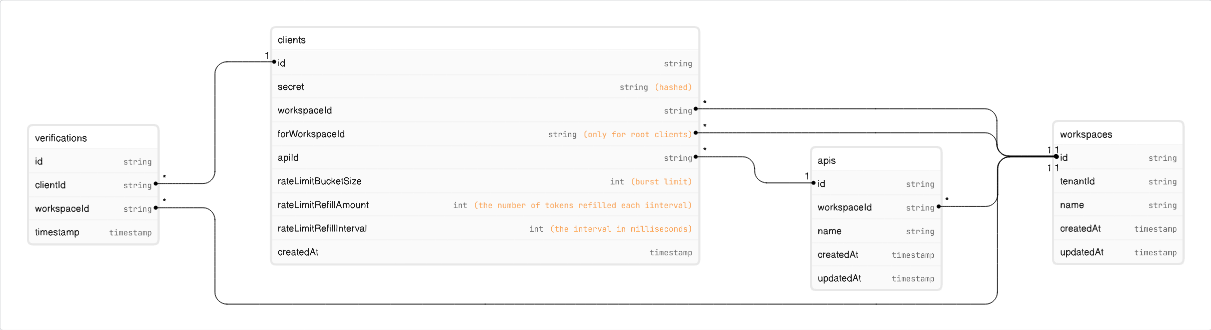 verifications
id string
clientId string *
workspaceId string *
timestamp timestamp
clients
1 id string
secret string (hashed)
workspaceId string *
forWorkspaceId string (only for root clients) *
apiId string *
rateLimitBucketSize int (burst limit)
rateLimitRefillAmount int (the number of tokens refilled each iinterval)
rateLimitRefillInterval int (the interval in milliseconds)
createdAt timestamp
apis
1 id string
workspaceId string *
name string
createdAt timestamp
updatedAt timestamp
workspaces
1 1
id string
1 1
tenantId string
name string
createdAt timestamp
updatedAt timestamp